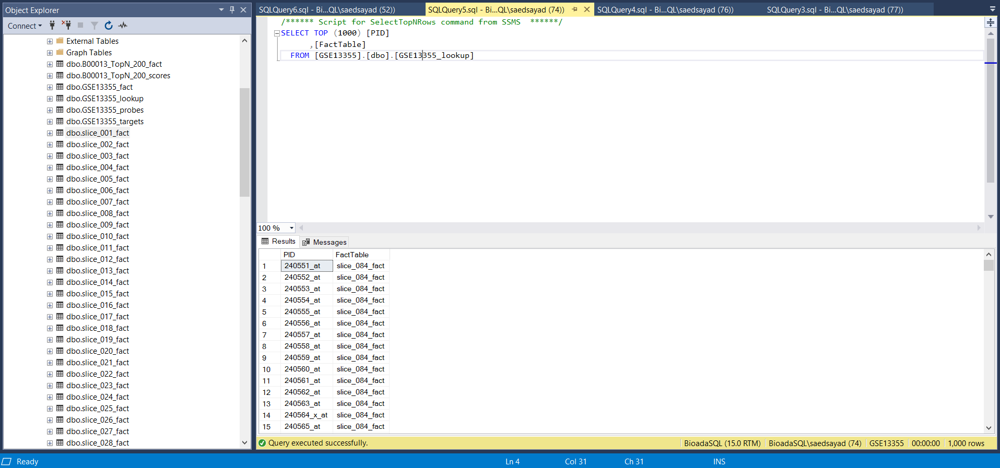 Object Explorer
Connect
External Tables
Graph Tables
dbo.B00013_TopN_200_fact
dbo.B00013_TopN_200_scores
dbo.GSE13355_fact
dbo.GSE13355_lookup
dbo.GSE13355_probes
dbo.GSE13355_targets
dbo.slice_001_fact
dbo.slice_002_fact
dbo.slice_003_fact
dbo.slice_004_fact
dbo.slice_005_fact
dbo.slice_006_fact
dbo.slice_007_fact
dbo.slice_008_fact
dbo.slice_009_fact
dbo.slice_010_fact
dbo.slice_011_fact
dbo.slice_012_fact
dbo.slice_013_fact
dbo.slice_014_fact
dbo.slice_015_fact
dbo.slice_016_fact
dbo.slice_017_fact
dbo.slice_018_fact
dbo.slice_019_fact
dbo.slice_020_fact
dbo.slice_021_fact
dbo.slice_022_fact
dbo.slice_023_fact
dbo.slice_024_fact
dbo.slice_025_fact
dbo.slice_026_fact
dbo.slice_027_fact
dbo.slice_028_fact
SQLQuery6.sql - Bi...QL\saedsayad (52)) SQLQuery5.sql - Bi...QL\saedsayad (74)) SQLQuery4.sql - Bi...QL\saedsayad (76)) SQLQuery3.sql - Bi...QL\saedsayad (77))
/****** Script for SelectTopNRows command from SSMS  ******/
SELECT TOP (1000) [PID]
,[FactTable]
FROM [GSE13355].[dbo].[GSE13355_lookup]
100 %
Results Messages
PID FactTable
1 240551_at slice_084_fact
2 240552_at slice_084_fact
3 240553_at slice_084_fact
4 240554_at slice_084_fact
5 240555_at slice_084_fact
6 240556_at slice_084_fact
7 240557_at slice_084_fact
8 240558_at slice_084_fact
9 240559_at slice_084_fact
10 240560_at slice_084_fact
11 240561_at slice_084_fact
12 240562_at slice_084_fact
13 240563_at slice_084_fact
14 240564_x_at slice_084_fact
15 240565_at slice_084_fact
Query executed successfully. BioadaSQL (15.0 RTM) BioadaSQL\saedsayad (74) GSE13355 00:00:00 1,000 rows
Ready Ln 4 Col 31 Ch 31 INS